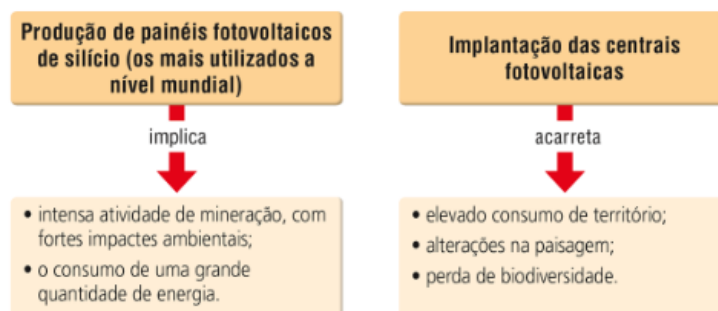 Produção de painéis fotovoltaicos
de silício (os mais utilizados a
nível mundial)
implica
• intensa atividade de mineração, com
fortes impactes ambientais;
• o consumo de uma grande
quantidade de energia.
Implantação das centrais
fotovoltaicas
acarreta
• elevado consumo de território;
• alterações na paisagem;
• perda de biodiversidade.